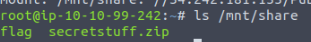 root@ip-10-10-99-242:~# ls /mnt/share
flag secretstuff.zip